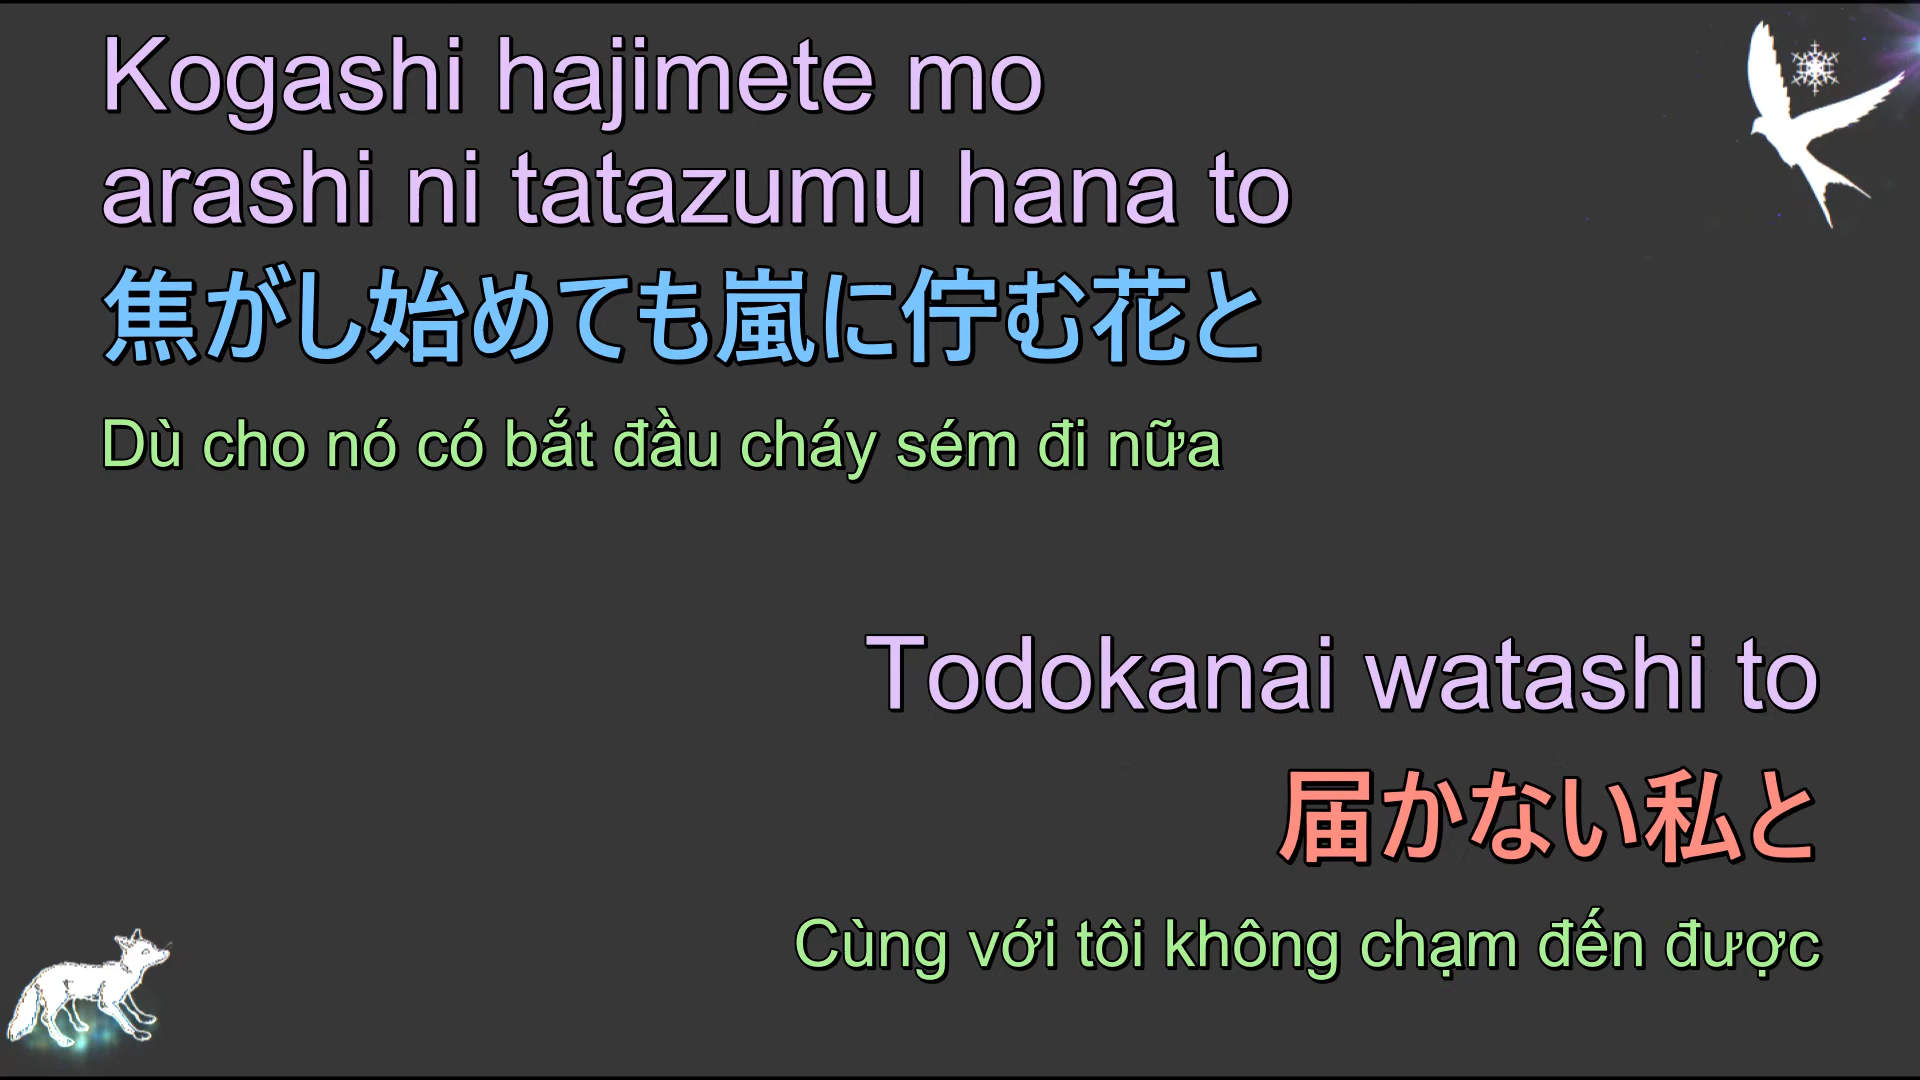 Kogashi hajimete mo
arashi ni tatazumu hana to
焦がし始めても嵐に佇む花と
Dù cho nó có bắt đầu cháy sém đi nữa
Todokanai watashi to
届かない私と
Cùng với tôi không chạm đến được